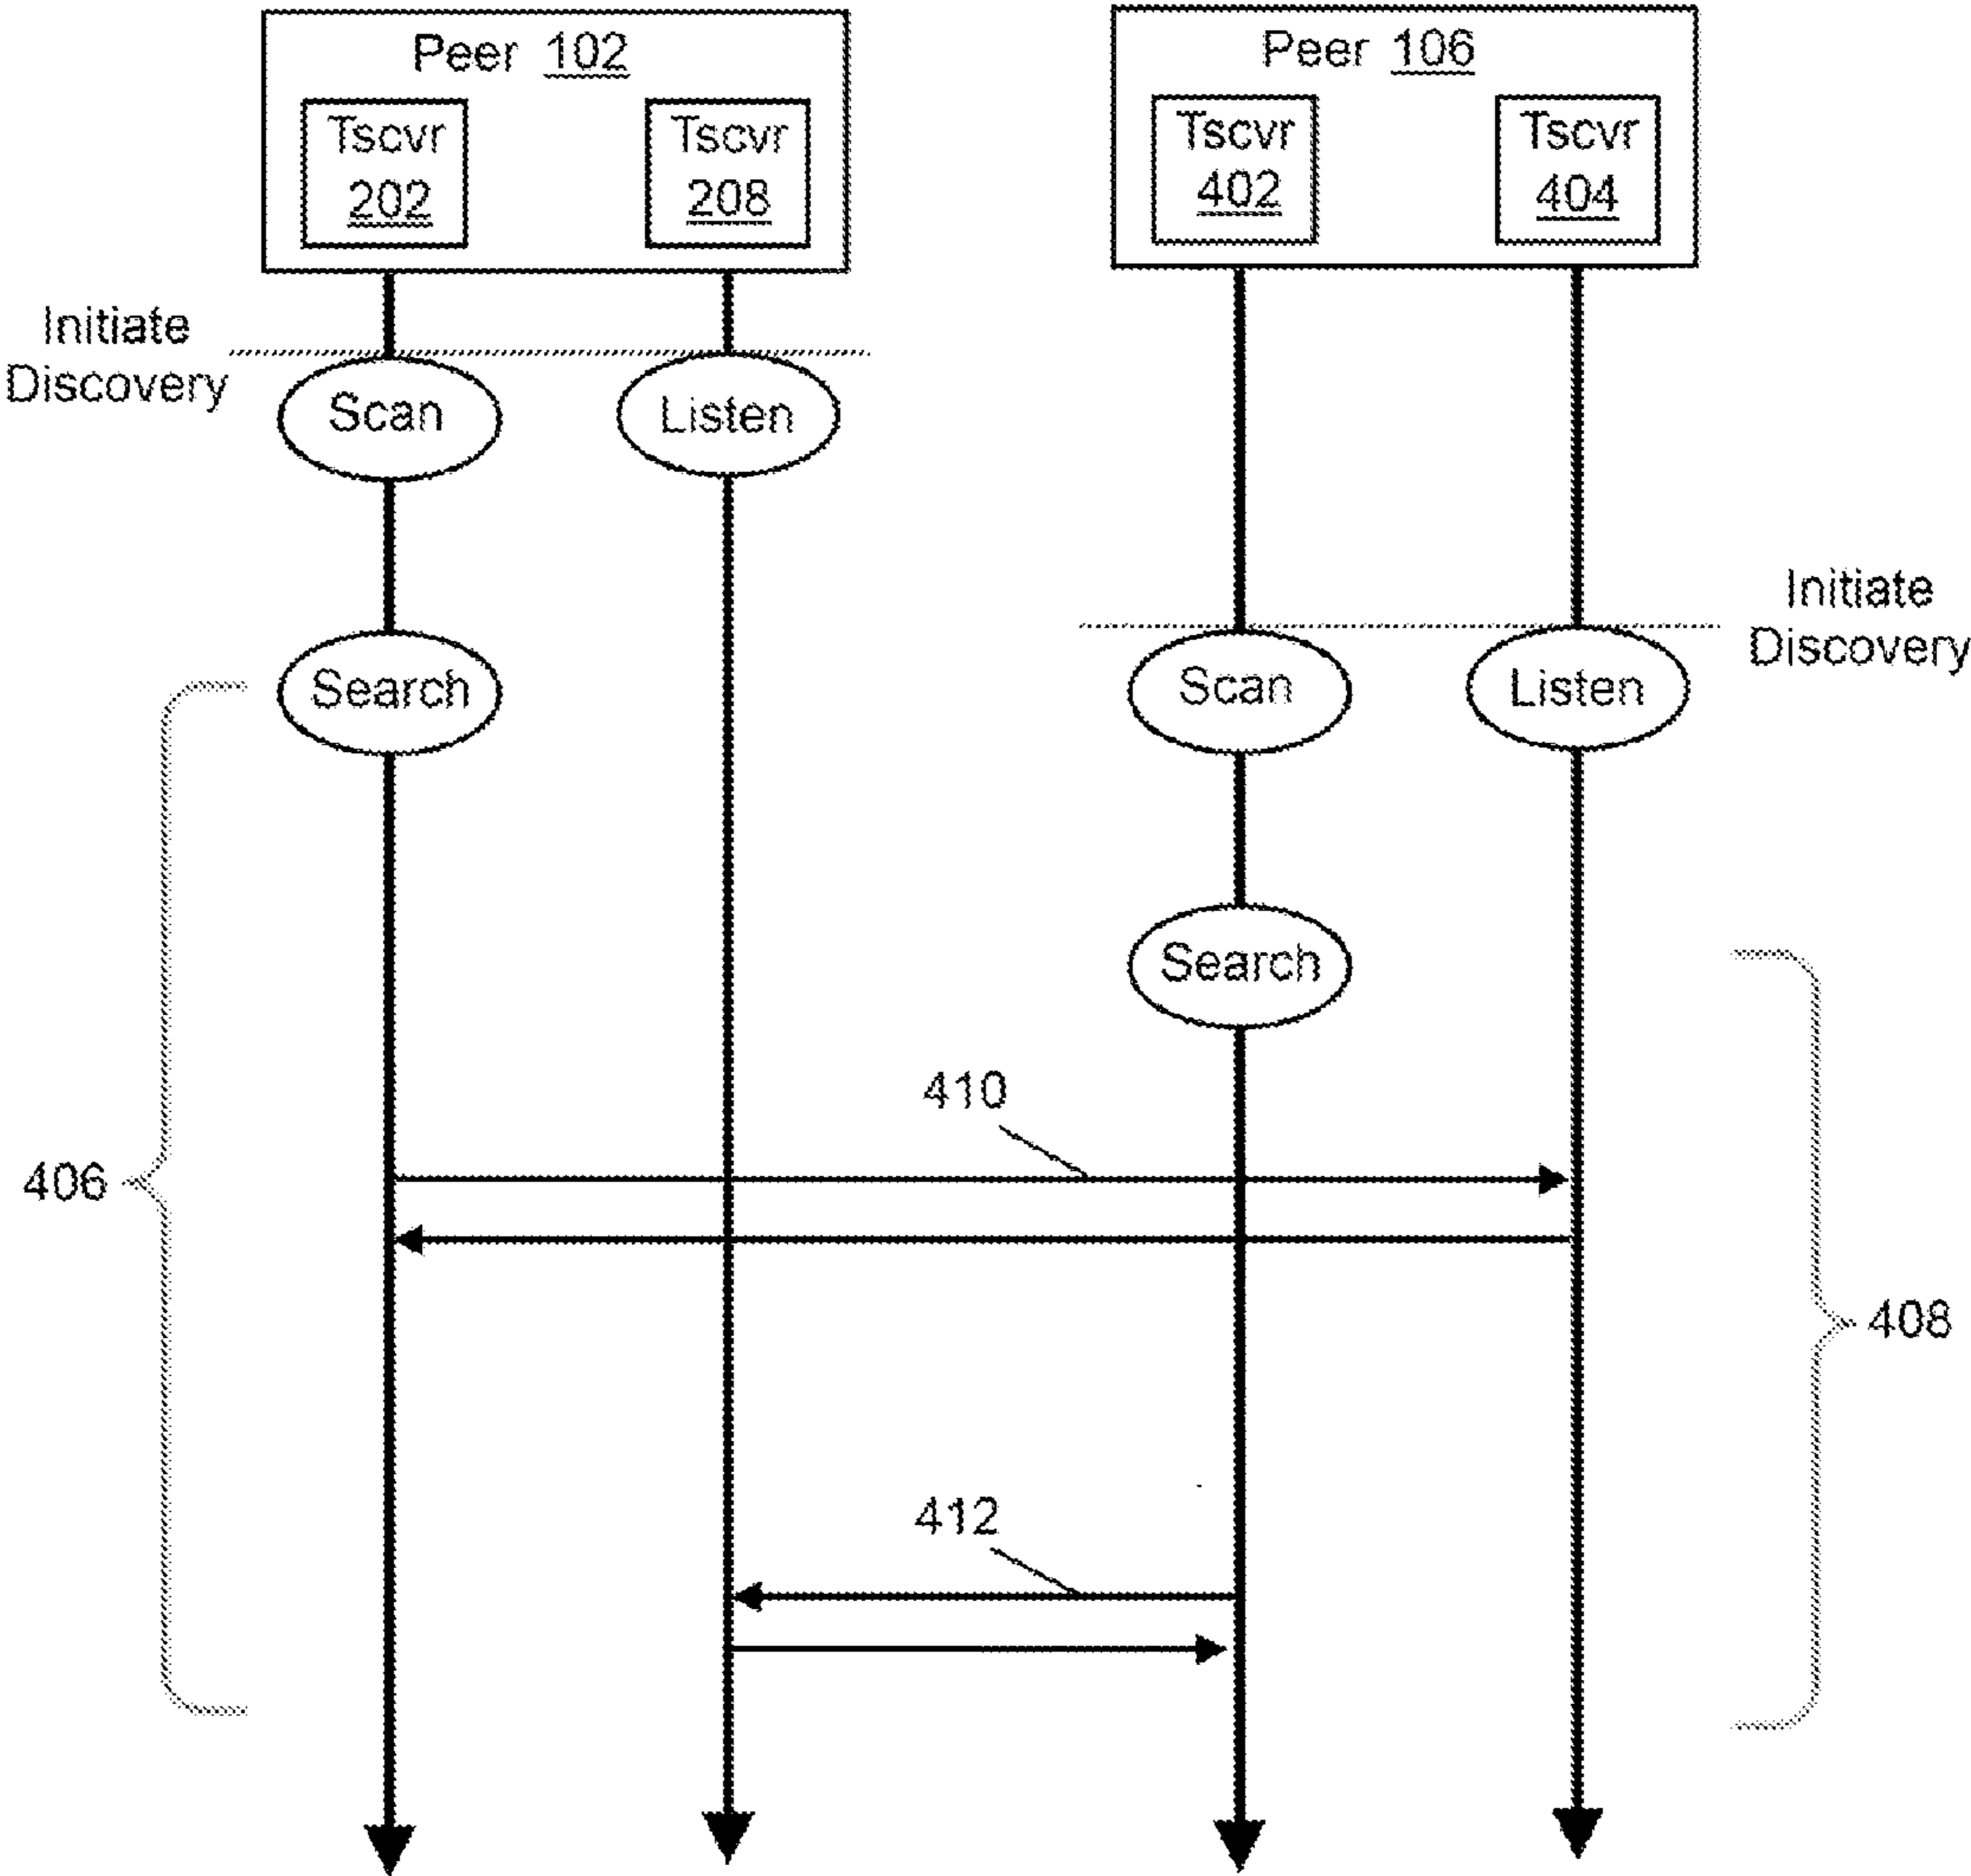 Peer 102
Peer 106
Tscvr
202
Tscvr
208
Tscvr
402
Tscvr
404
Initiate
Discovery
Scan
Listen
Initiate
Discovery
Search
Scan
Listen
Search
410
406
408
412